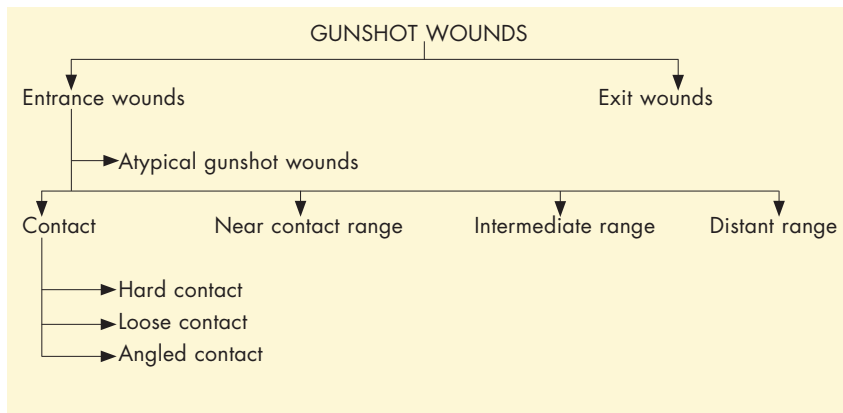 GUNSHOT WOUNDS
Entrance wounds
Exit wounds
Atypical gunshot wounds
Contact
Near contact range
Intermediate range
Distant range
Hard contact
Loose contact
Angled contact